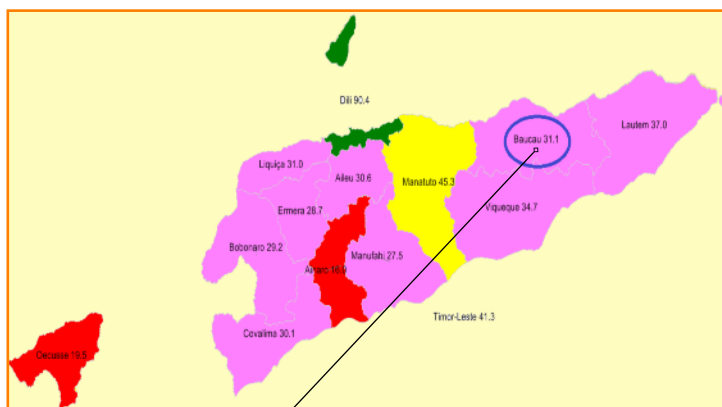 Dili 90.4
Lautem 37.0
Baucau 31.1
Liquiça 31.0
Aileu 30.6
Manatuto 45.3
Viqueque 34.7
Ermera 28.7
Bobonaro 29.2
Manufahi 27.5
Ainaro 16.9
Timor-Leste 41.3
Covalima 30.1
Oecusse 19.5